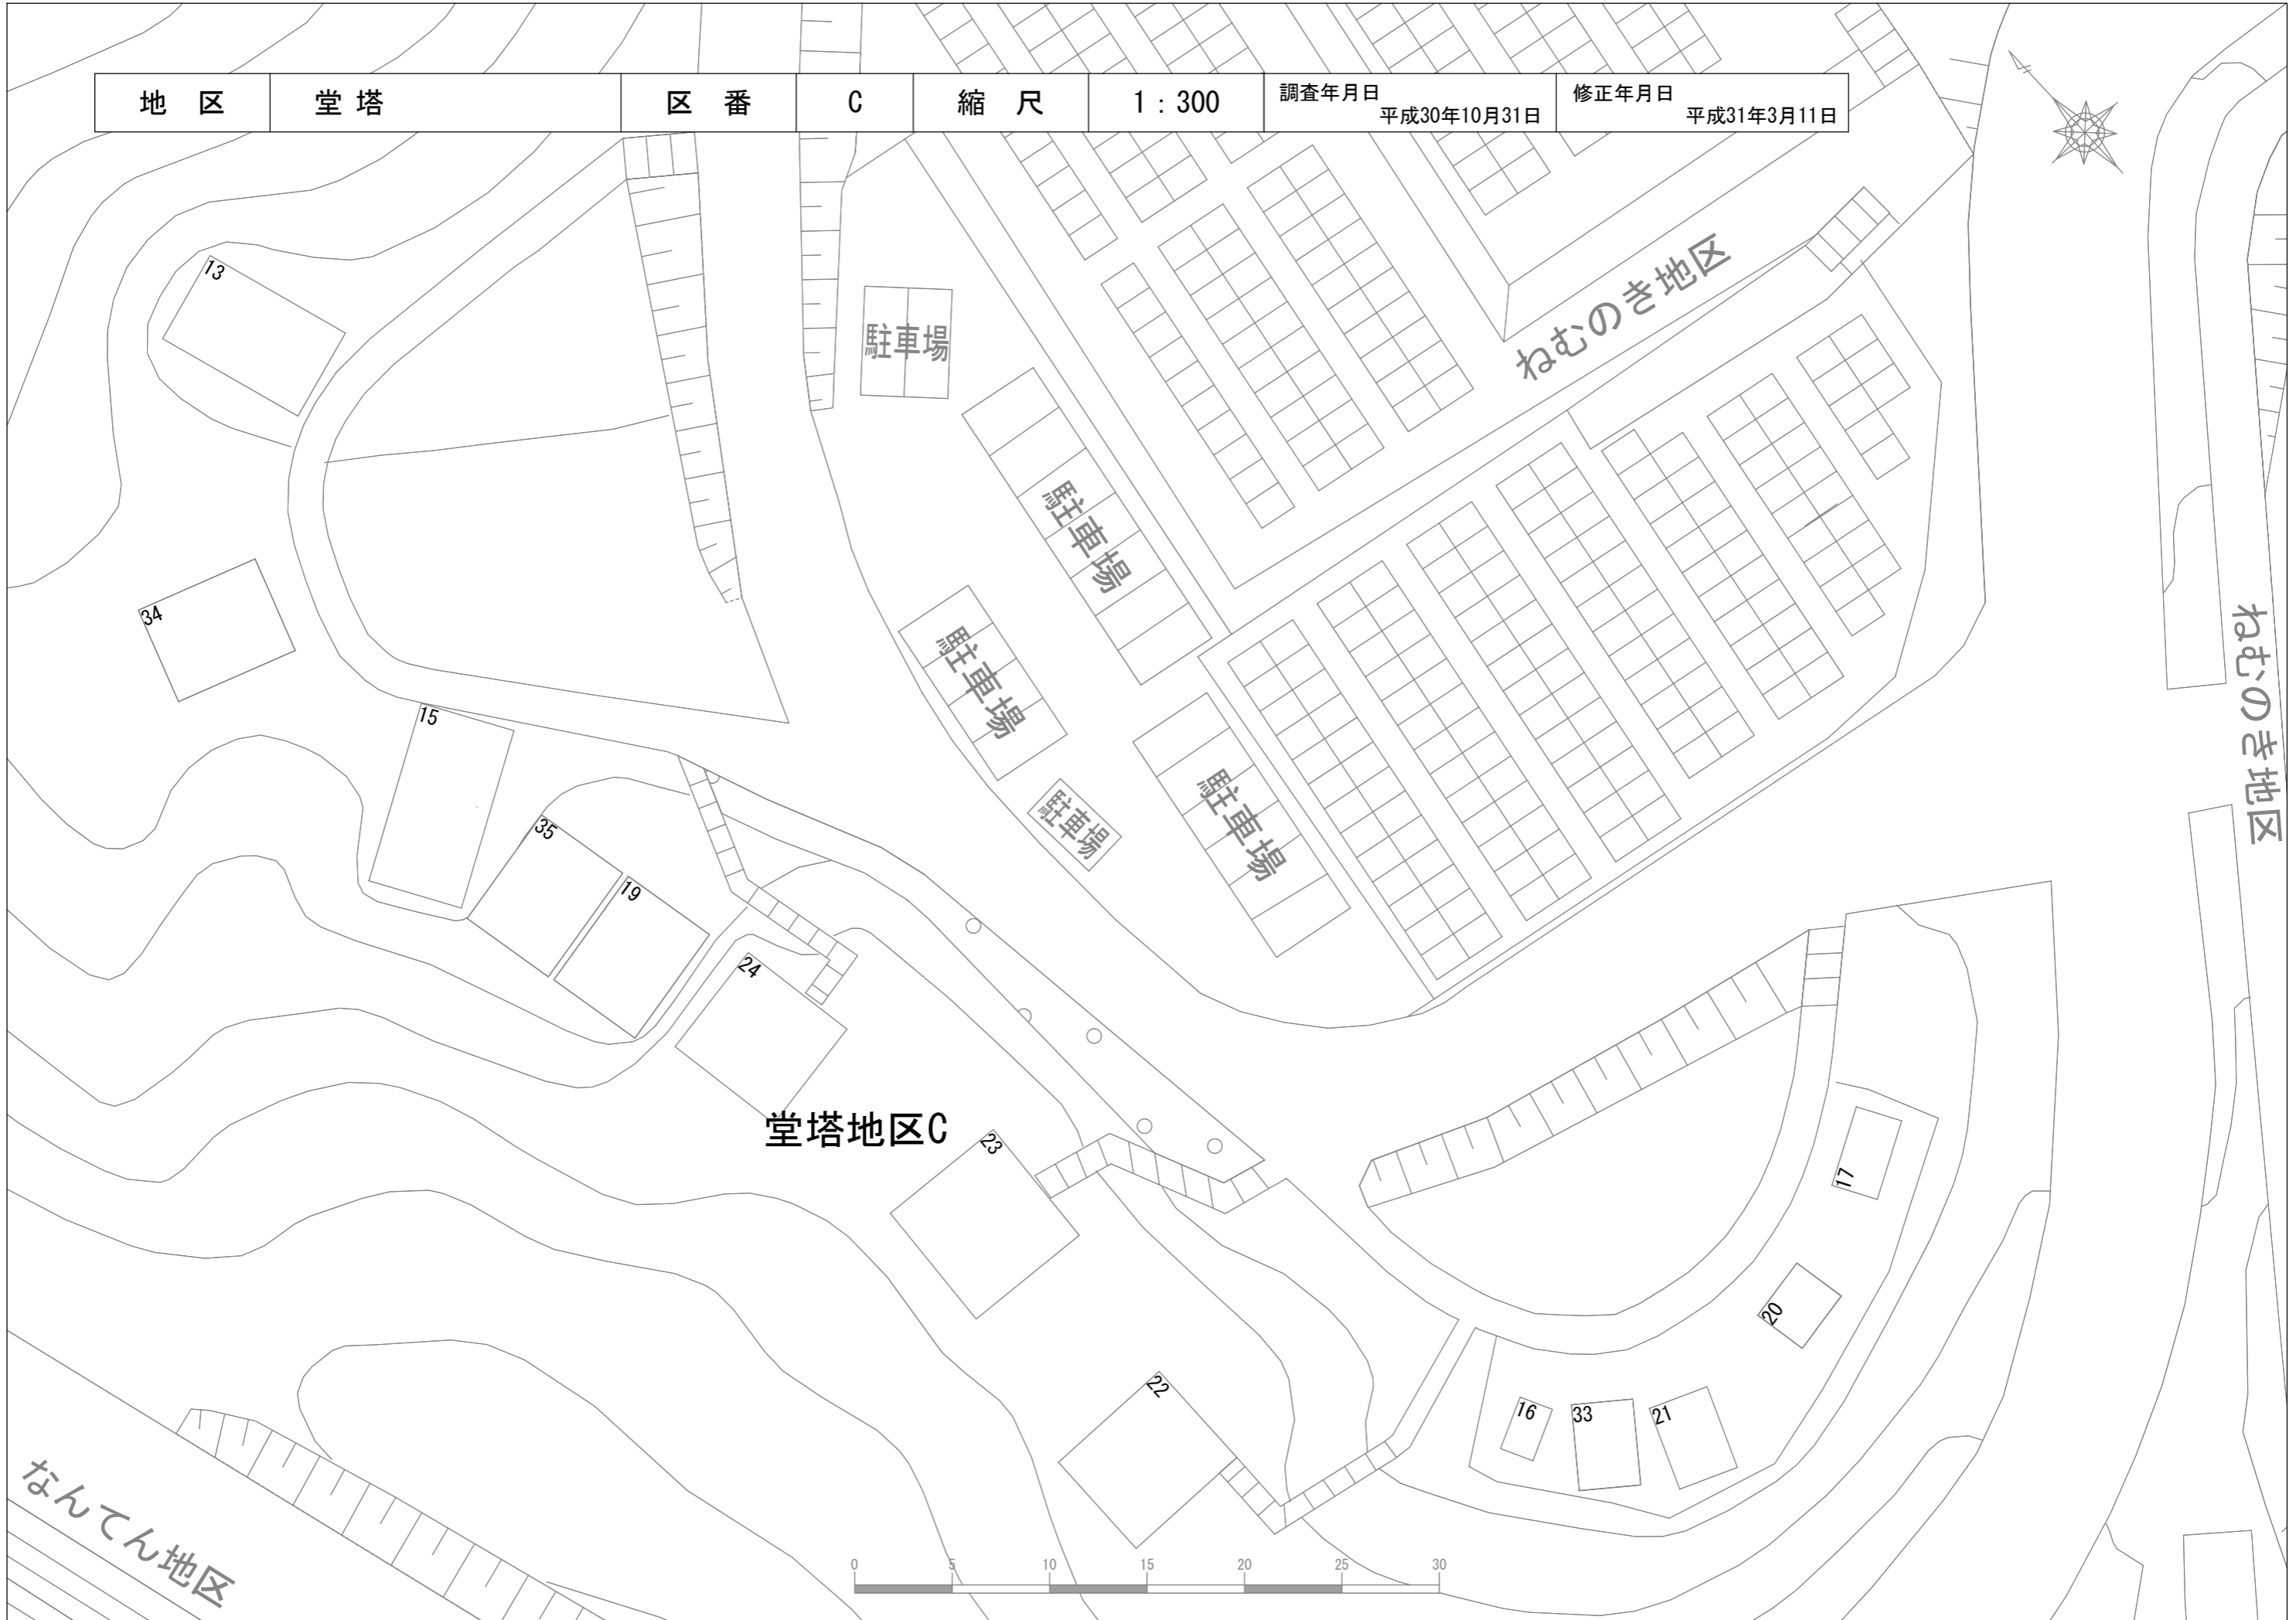 地　区 堂 塔 区　番 C 縮　尺 1：300 調査年月日 平成30年10月31日 修正年月日 平成31年3月11日
13
駐車場
ねむのき地区
駐車場
34
ねむのき地区
駐車場
15
駐車場
駐車場
35
19
24
堂塔地区C
23
17
20
22
16
33
21
なんてん地区
0 5 10 15 20 25 30